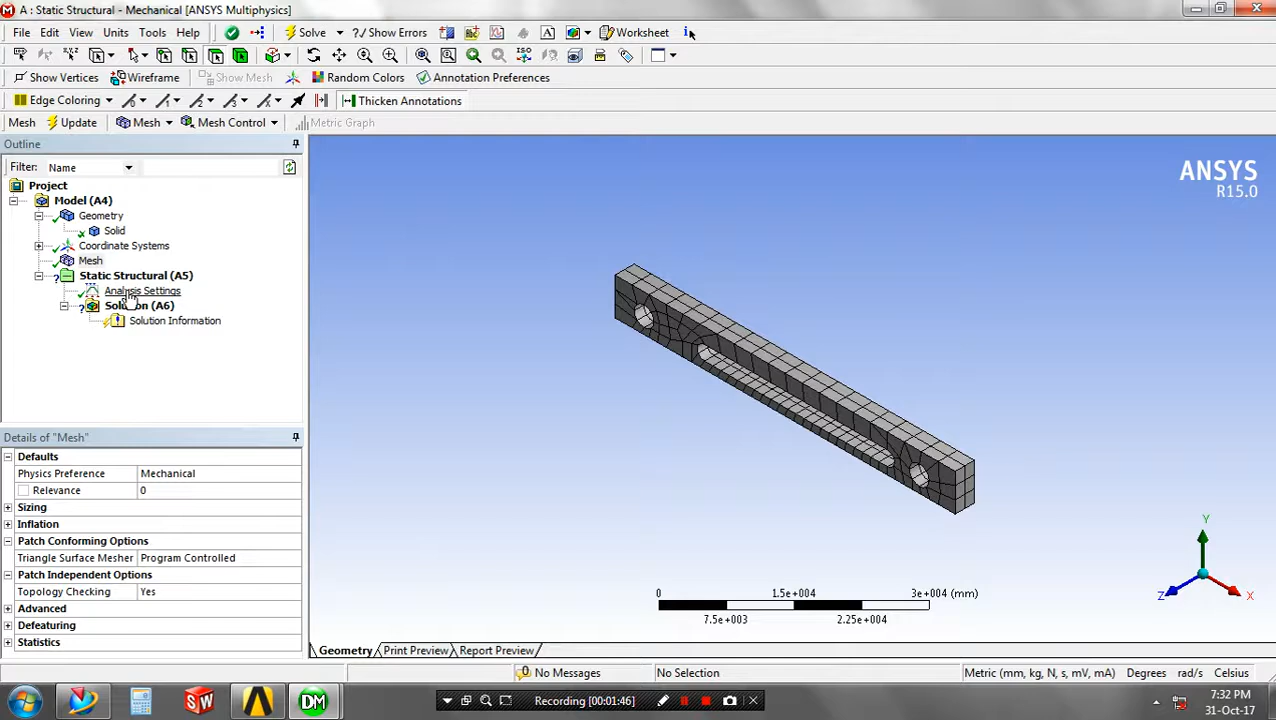 A : Static Structural - Mechanical [ANSYS Multiphysics]
File Edit View Units Tools Help Solve ?/ Show Errors Worksheet
Show Vertices Wireframe Show Mesh Random Colors Annotation Preferences
Edge Coloring Thicken Annotations
Mesh Update Mesh Mesh Control Metric Graph
Outline
Filter: Name
Project
Model (A4)
Geometry
Solid
Coordinate Systems
Mesh
Static Structural (A5)
Analysis Settings
Solution (A6)
Solution Information
Details of "Mesh"
Defaults
Physics Preference Mechanical
Relevance 0
Sizing
Inflation
Patch Conforming Options
Triangle Surface Mesher Program Controlled
Patch Independent Options
Topology Checking Yes
Advanced
Defeaturing
Statistics
ANSYS
R15.0
Y
Z X
0 1.5e+004 3e+004 (mm)
7.5e+003 2.25e+004
Geometry Print Preview Report Preview
No Messages No Selection Metric (mm, kg, N, s, mV, mA) Degrees rad/s Celsius
Recording [00:01:46]
7:32 PM
31-Oct-17